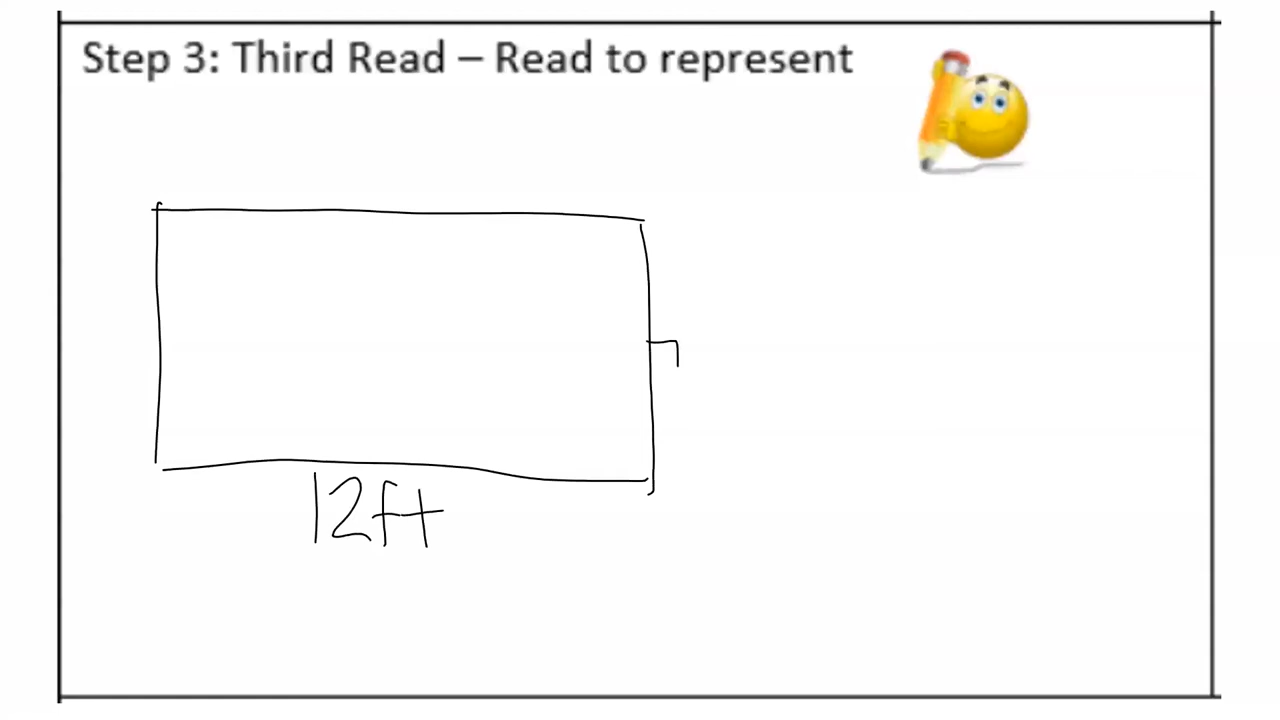 Step 3: Third Read – Read to represent
12ft